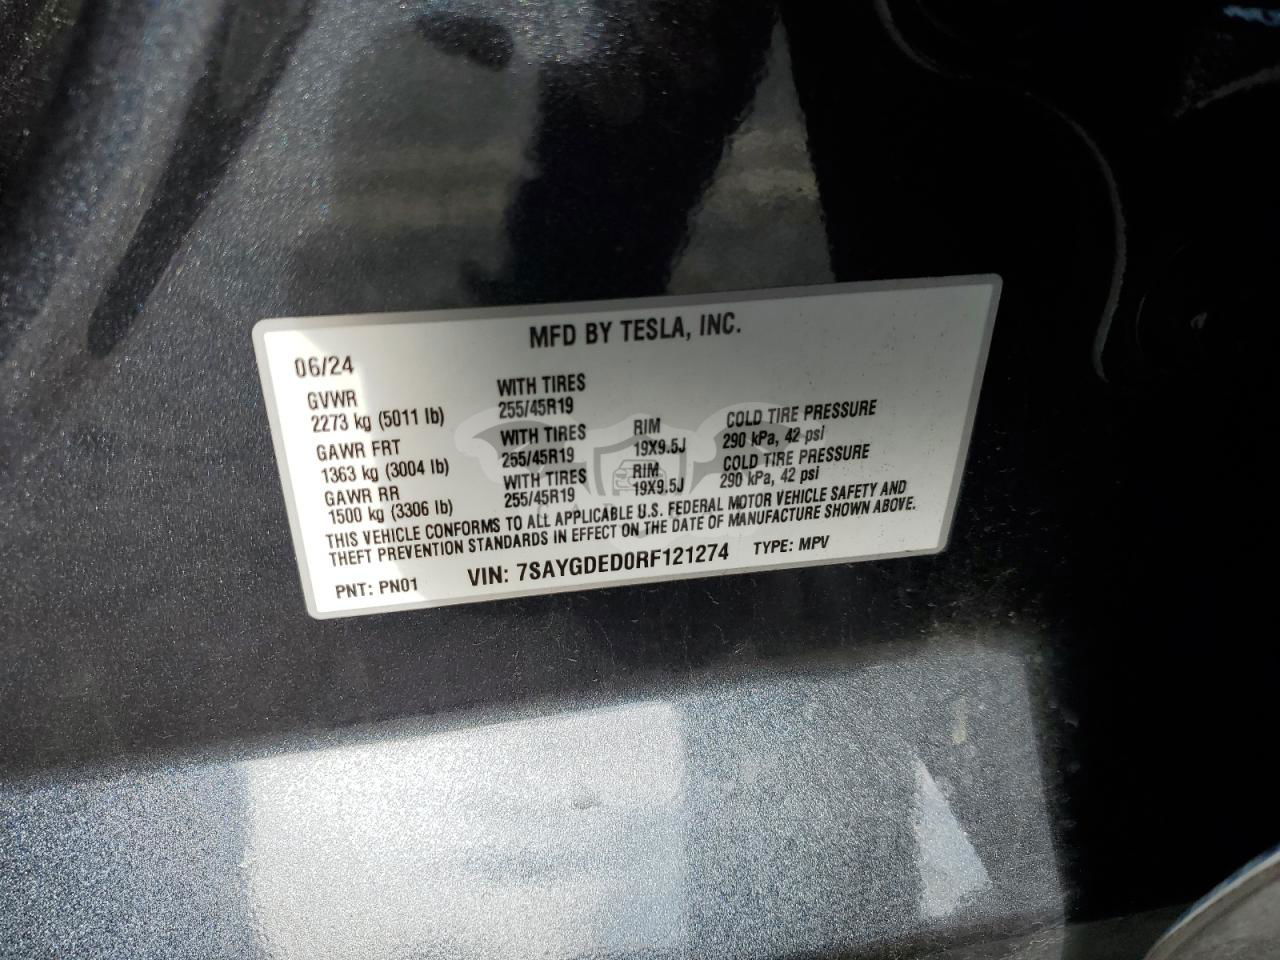 MFD BY TESLA, INC.
06/24
GVWR
2273 kg (5011 lb)
WITH TIRES
255/45R19
GAWR FRT
1363 kg (3004 lb)
WITH TIRES
255/45R19
RIM
19X9.5J
COLD TIRE PRESSURE
290 kPa, 42 psi
GAWR RR
1500 kg (3306 lb)
WITH TIRES
255/45R19
RIM
19X9.5J
COLD TIRE PRESSURE
290 kPa, 42 psi
THIS VEHICLE CONFORMS TO ALL APPLICABLE U.S. FEDERAL MOTOR VEHICLE SAFETY AND
THEFT PREVENTION STANDARDS IN EFFECT ON THE DATE OF MANUFACTURE SHOWN ABOVE.
PNT: PN01 VIN: 7SAYGDED0RF121274 TYPE: MPV